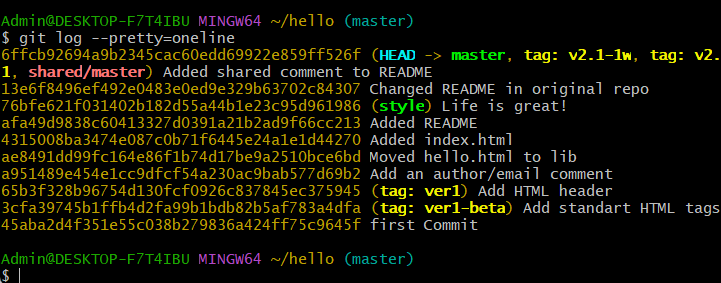 Admin@DESKTOP-F7T4IBU MINGW64 ~/hello (master)
$ git log --pretty=oneline
6ffcb92694a9b2345cac60edd69922e859ff526f (HEAD -> master, tag: v2.1-1w, tag: v2.
1, shared/master) Added shared comment to README
13e6f8496ef492e0483e0ed9e329b63702c84307 Changed README in original repo
76bfe621f031402b182d55a44b1e23c95d961986 (style) Life is great!
afa49d9838c60413327d0391a21b2ad9f66cc213 Added README
4315008ba3474e087c0b71f6445e24a1e1d44270 Added index.html
ae8491dd99fc164e86f1b74d17be9a2510bce6bd Moved hello.html to lib
a951489e454e1cc9dfcf54a230ac9bab577d69b2 Add an author/email comment
65b3f328b96754d130fcf0926c837845ec375945 (tag: ver1) Add HTML header
3cfa39745b1ffb4d2fa99b1bdb82b5af783a4dfa (tag: ver1-beta) Add standart HTML tags
45aba2d4f351e55c038b279836a424ff75c9645f first Commit
Admin@DESKTOP-F7T4IBU MINGW64 ~/hello (master)
$